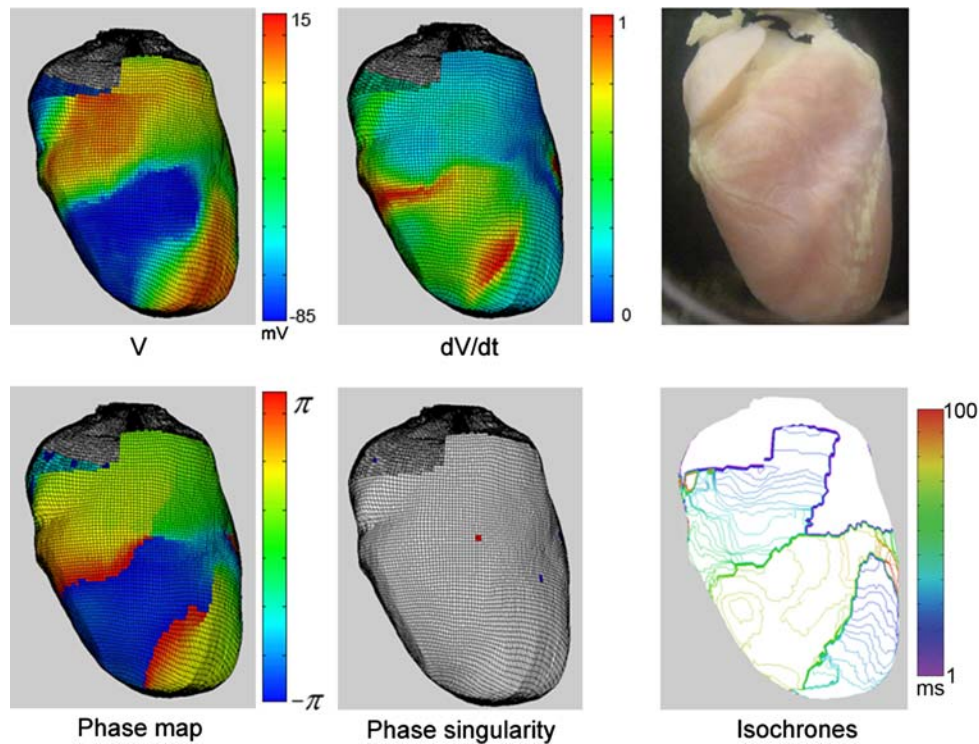 15
-85
mV
V
1
0
dV/dt
π
-π
Phase map
Phase singularity
100
1
ms
Isochrones